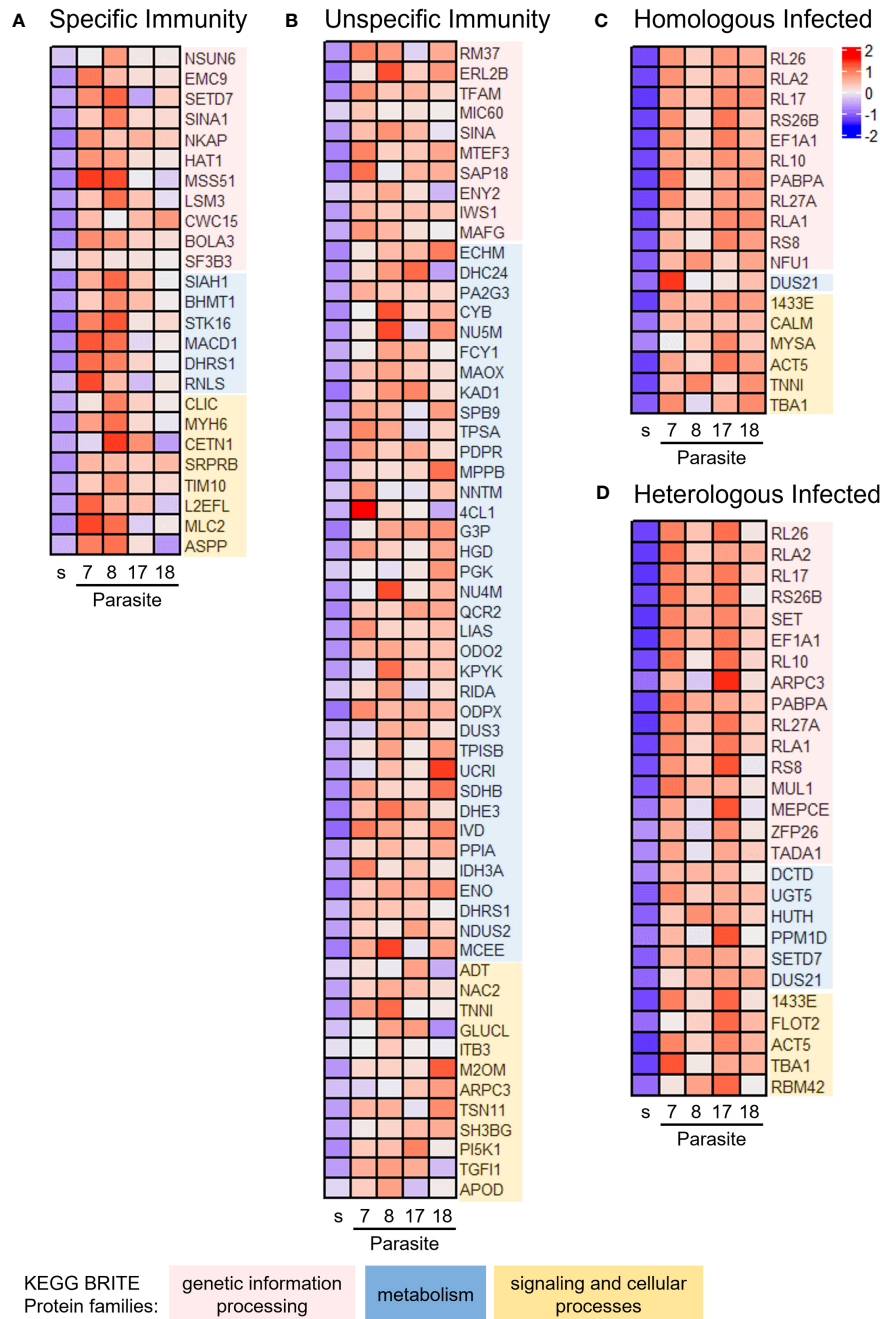 A Specific Immunity
NSUN6
EMC9
SETD7
SINA1
NKAP
HAT1
MSS51
LSM3
CWC15
BOLA3
SF3B3
SIAH1
BHMT1
STK16
MACD1
DHRS1
RNLS
CLIC
MYH6
CETN1
SRPRB
TIM10
L2EFL
MLC2
ASPP
s 7 8 17 18
Parasite
B Unspecific Immunity
RM37
ERL2B
TFAM
MIC60
SINA
MTEF3
SAP18
ENY2
IWS1
MAFG
ECHM
DHC24
PA2G3
CYB
NU5M
FCY1
MAOX
KAD1
SPB9
TPSA
PDPR
MPPB
NNTM
4CL1
G3P
HGD
PGK
NU4M
QCR2
LIAS
ODO2
KPYK
RIDA
ODPX
DUS3
TPISB
UCRI
SDHB
DHE3
IVD
PPIA
IDH3A
ENO
DHRS1
NDUS2
MCEE
ADT
NAC2
TNNI
GLUCL
ITB3
M2OM
ARPC3
TSN11
SH3BG
PI5K1
TGFI1
APOD
s 7 8 17 18
Parasite
C Homologous Infected
RL26
RLA2
RL17
RS26B
EF1A1
RL10
PABPA
RL27A
RLA1
RS8
NFU1
DUS21
1433E
CALM
MYSA
ACT5
TNNI
TBA1
s 7 8 17 18
Parasite
2
1
0
-1
-2
D Heterologous Infected
RL26
RLA2
RL17
RS26B
SET
EF1A1
RL10
ARPC3
PABPA
RL27A
RLA1
RS8
MUL1
MEPCE
ZFP26
TADA1
DCTD
UGT5
HUTH
PPM1D
SETD7
DUS21
1433E
FLOT2
ACT5
TBA1
RBM42
s 7 8 17 18
Parasite
KEGG BRITE
Protein families:
genetic information
processing
metabolism
signaling and cellular
processes